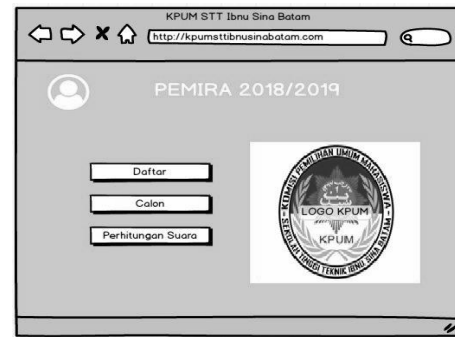 KPUM STT Ibnu Sina Batam
http://kpumsttibnusinabatam.com
PEMIRA 2018/2019
Daftar
Calon
Perhitungan Suara
KOMISI PEMILIHAN UMUM MAHASISWA
LOGO KPUM
KPUM
SEKOLAH TINGGI TEKNIK IBNU SINA BATAM